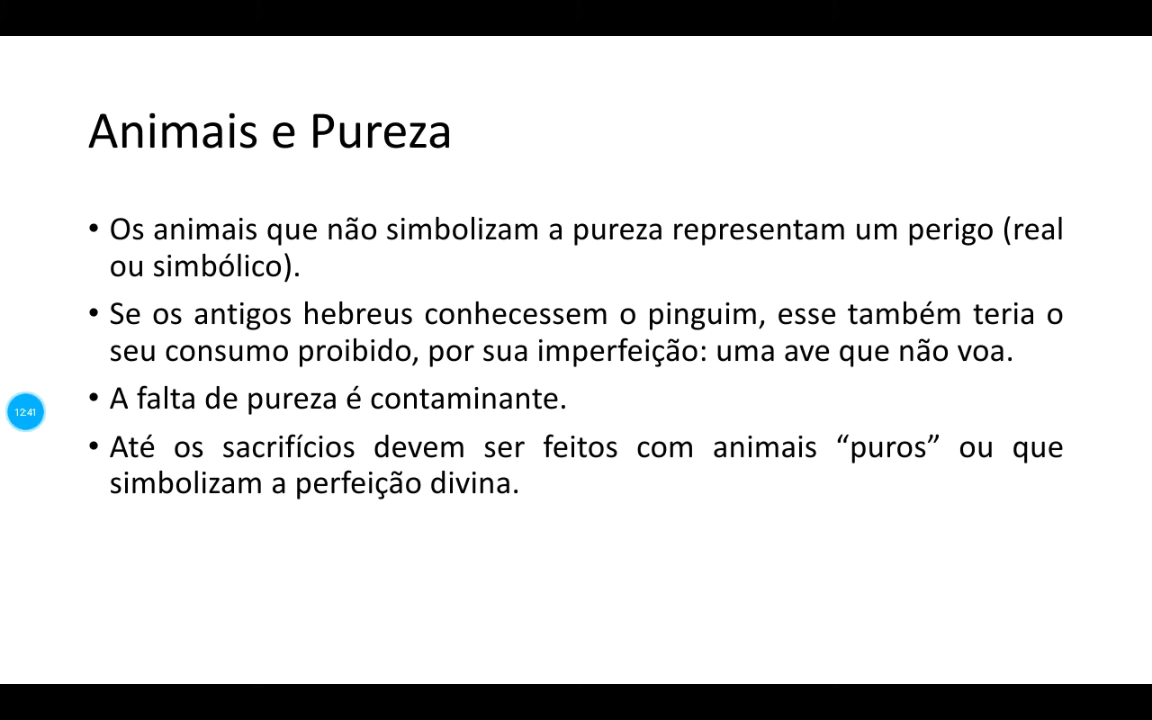 Animais e Pureza
• Os animais que não simbolizam a pureza representam um perigo (real
ou simbólico).
• Se os antigos hebreus conhecessem o pinguim, esse também teria o
seu consumo proibido, por sua imperfeição: uma ave que não voa.
• A falta de pureza é contaminante.
12:41
• Até os sacrifícios devem ser feitos com animais “puros” ou que
simbolizam a perfeição divina.